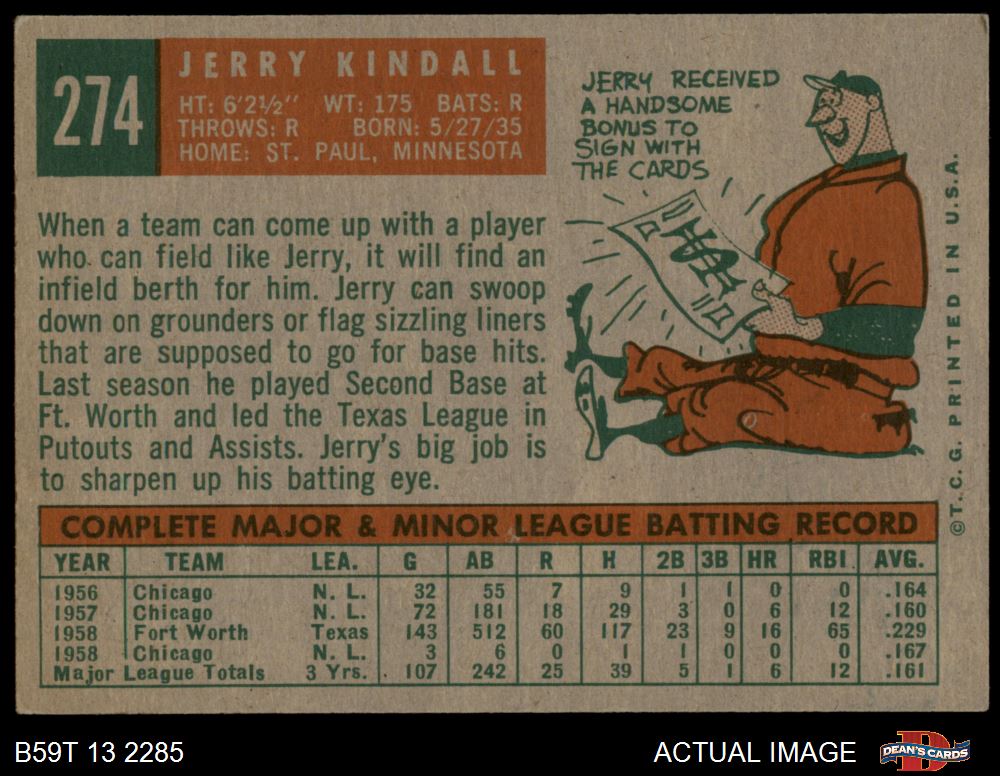 274
JERRY KINDALL
HT: 6'2½" WT: 175 BATS: R
THROWS: R BORN: 5/27/35
HOME: ST. PAUL, MINNESOTA
JERRY RECEIVED
A HANDSOME
BONUS TO
SIGN WITH
THE CARDS
When a team can come up with a player
who can field like Jerry, it will find an
infield berth for him. Jerry can swoop
down on grounders or flag sizzling liners
that are supposed to go for base hits.
Last season he played Second Base at
Ft. Worth and led the Texas League in
Putouts and Assists. Jerry's big job is
to sharpen up his batting eye.
©T. C. G. PRINTED IN U.S.A.
COMPLETE MAJOR & MINOR LEAGUE BATTING RECORD
YEAR TEAM LEA. G AB R H 2B 3B HR RBI AVG.
1956 Chicago N. L. 32 55 7 9 1 1 0 0 .164
1957 Chicago N. L. 72 181 18 29 3 0 6 12 .160
1958 Fort Worth Texas 143 512 60 117 23 9 16 65 .229
1958 Chicago N. L. 3 6 0 1 1 0 0 0 .167
Major League Totals 3 Yrs. 107 242 25 39 5 1 6 12 .161
B59T 13 2285
ACTUAL IMAGE
DEAN'S CARDS